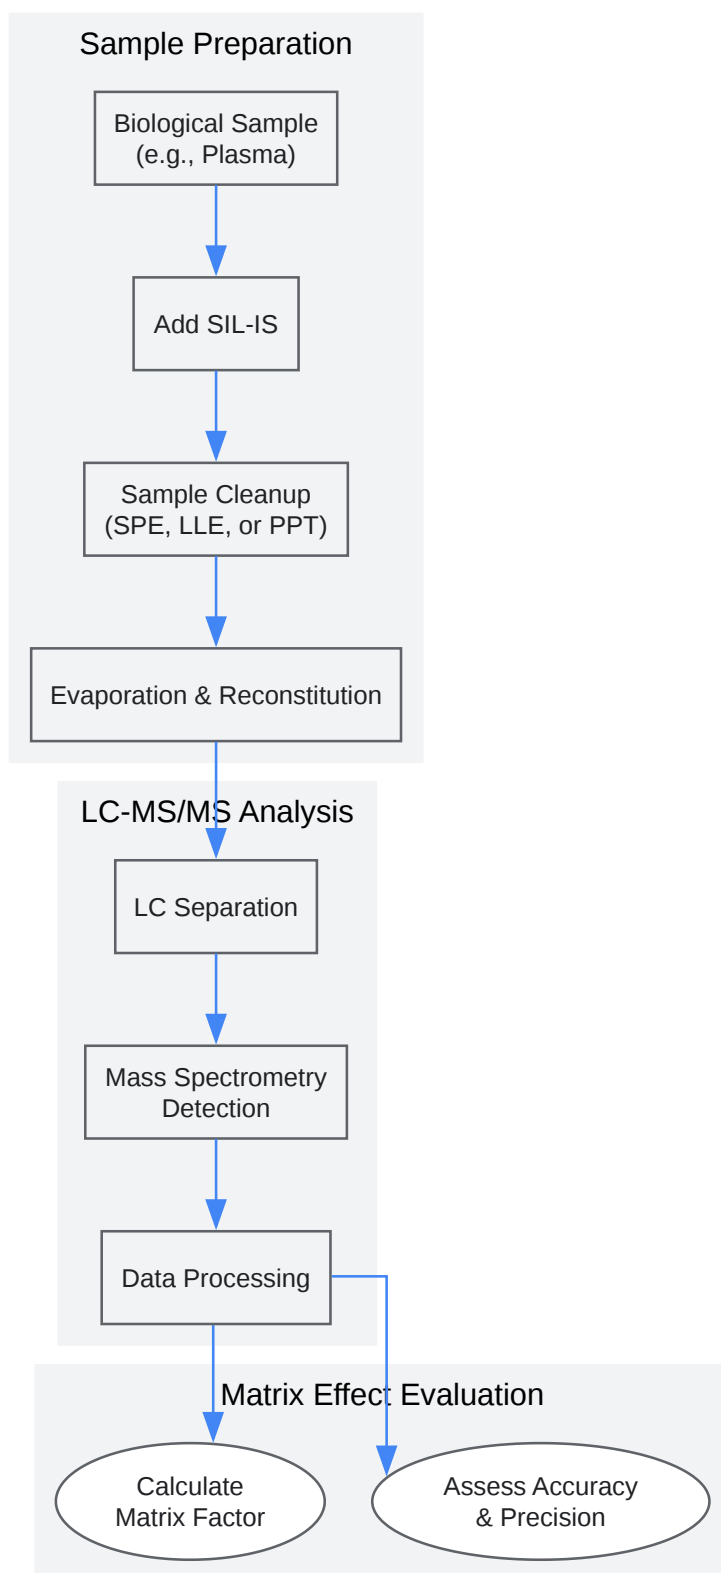 Sample Preparation
Biological Sample
(e.g., Plasma)
Add SIL-IS
Sample Cleanup
(SPE, LLE, or PPT)
Evaporation & Reconstitution
LC-MS/MS Analysis
LC Separation
Mass Spectrometry
Detection
Data Processing
Matrix Effect Evaluation
Calculate
Matrix Factor
Assess Accuracy
& Precision